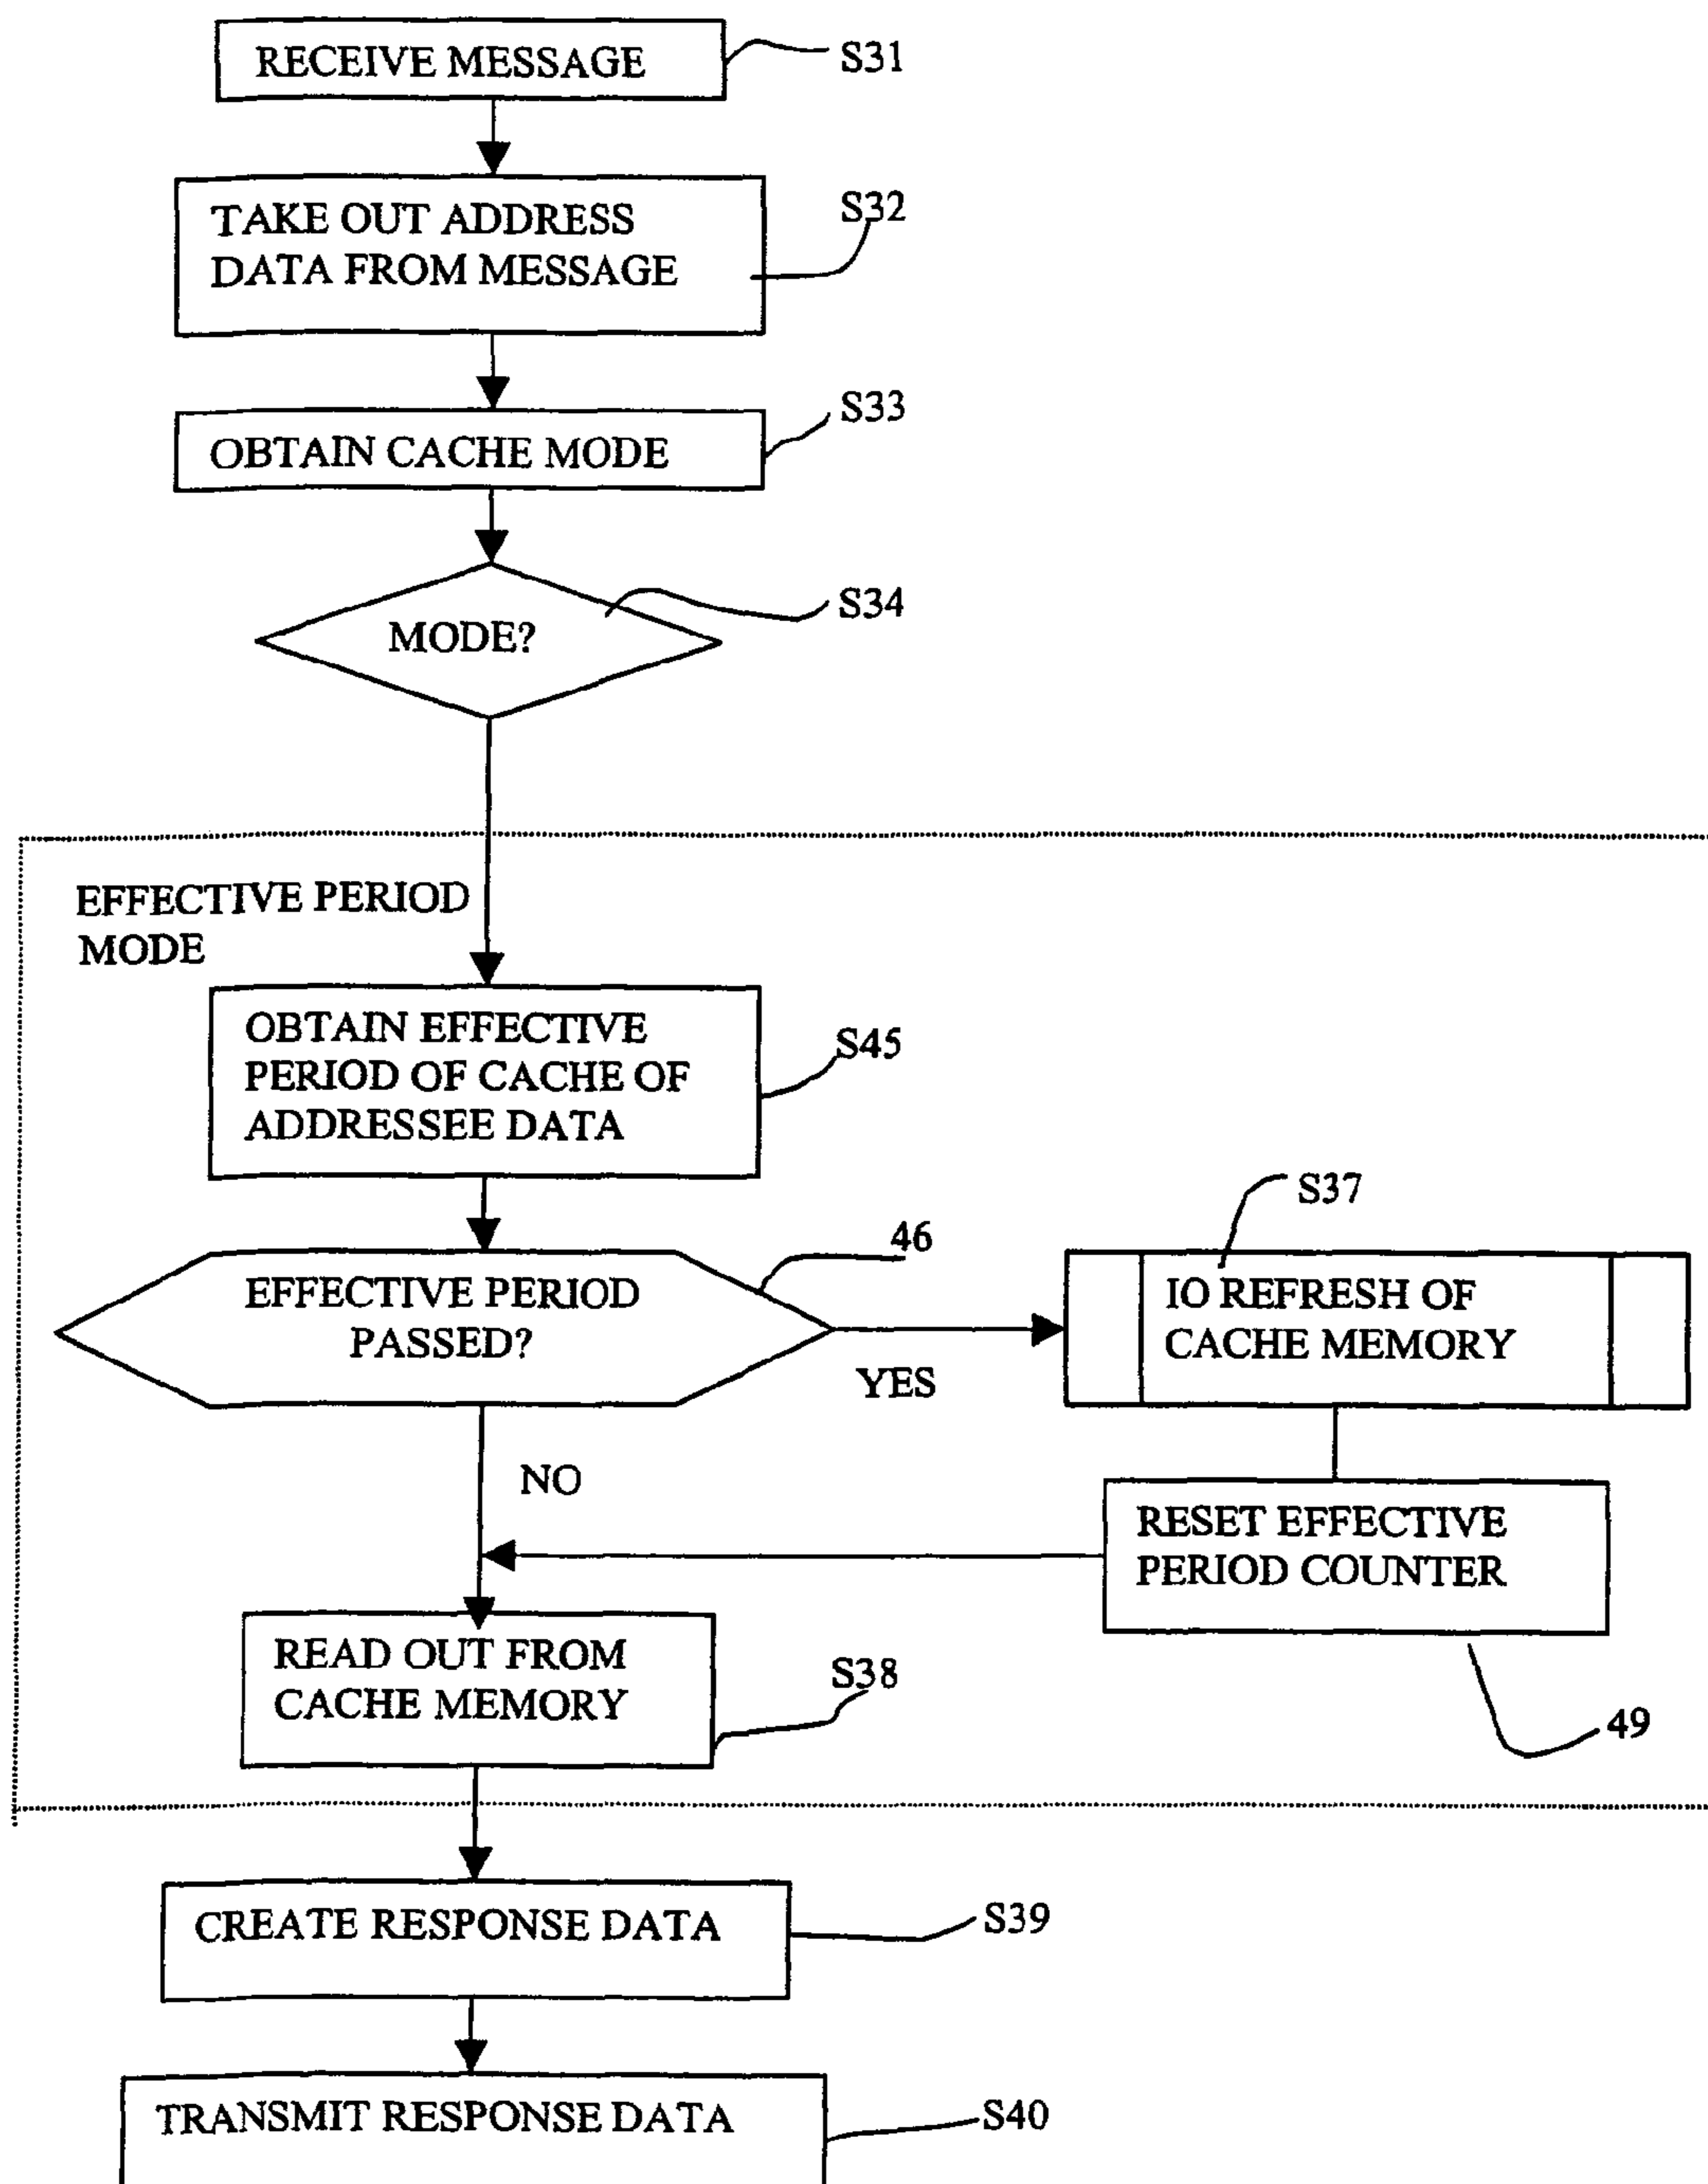 RECEIVE MESSAGE
S31
TAKE OUT ADDRESS
DATA FROM MESSAGE
S32
OBTAIN CACHE MODE
S33
MODE?
S34
EFFECTIVE PERIOD
MODE
OBTAIN EFFECTIVE
PERIOD OF CACHE OF
ADDRESSEE DATA
S45
EFFECTIVE PERIOD
PASSED?
46
YES
S37
IO REFRESH OF
CACHE MEMORY
NO
RESET EFFECTIVE
PERIOD COUNTER
49
READ OUT FROM
CACHE MEMORY
S38
CREATE RESPONSE DATA
S39
TRANSMIT RESPONSE DATA
S40